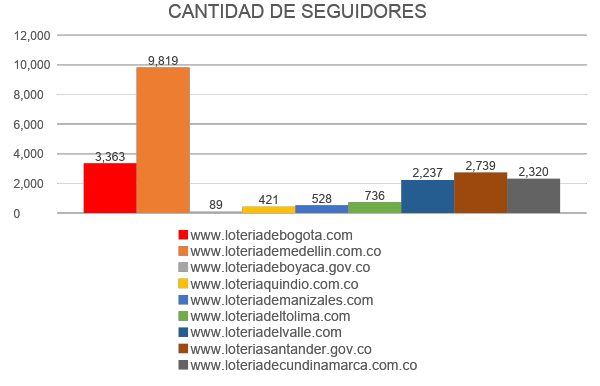 CANTIDAD DE SEGUIDORES
12,000
10,000
8,000
6,000
4,000
2,000
0
3,363
9,819
89
421
528
736
2,237
2,739
2,320
www.loteriadebogota.com
www.loteriademedellin.com.co
www.loteriadeboyaca.gov.co
www.loteriaquindio.com.co
www.loteriademanizales.com
www.loteriadeltolima.com
www.loteriadelvalle.com
www.loteriasantander.gov.co
www.loteriadecundinamarca.com.co